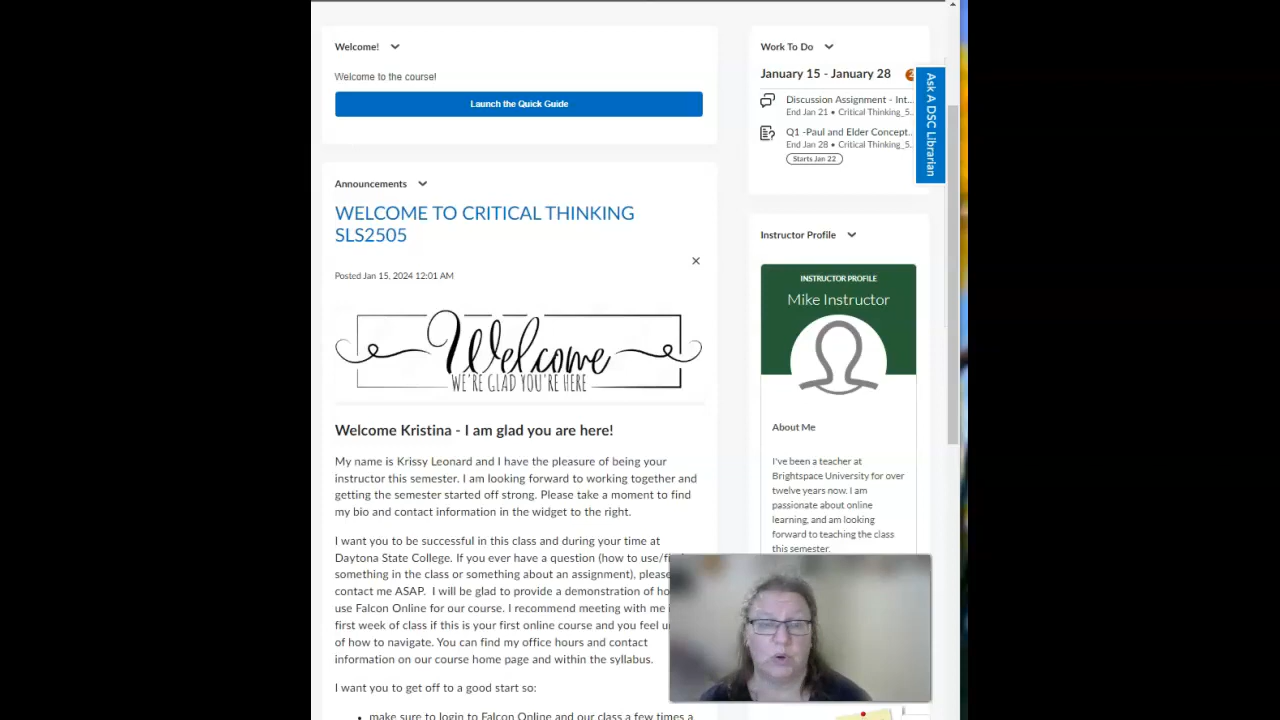 Welcome!
Welcome to the course!
Launch the Quick Guide
Announcements
WELCOME TO CRITICAL THINKING
SLS2505
Posted Jan 15, 2024 12:01 AM
Welcome
WE'RE GLAD YOU'RE HERE
Welcome Kristina - I am glad you are here!
My name is Krissy Leonard and I have the pleasure of being your
instructor this semester. I am looking forward to working together and
getting the semester started off strong. Please take a moment to find
my bio and contact information in the widget to the right.
I want you to be successful in this class and during your time at
Daytona State College. If you ever have a question (how to use/fi
something in the class or something about an assignment), please
contact me ASAP. I will be glad to provide a demonstration of ho
use Falcon Online for our course. I recommend meeting with me
first week of class if this is your first online course and you feel u
of how to navigate. You can find my office hours and contact
information on our course home page and within the syllabus.
I want you to get off to a good start so:
• make sure to login to Falcon Online and our class a few times a
Work To Do
January 15 - January 28
Discussion Assignment - Int...
End Jan 21 • Critical Thinking_5..
Q1 -Paul and Elder Concept..
End Jan 28 • Critical Thinking_5..
Starts Jan 22
Ask A DSC Librarian
Instructor Profile
INSTRUCTOR PROFILE
Mike Instructor
About Me
I've been a teacher at
Brightspace University for over
twelve years now. I am
passionate about online
learning, and am looking
forward to teaching the class
this semester.